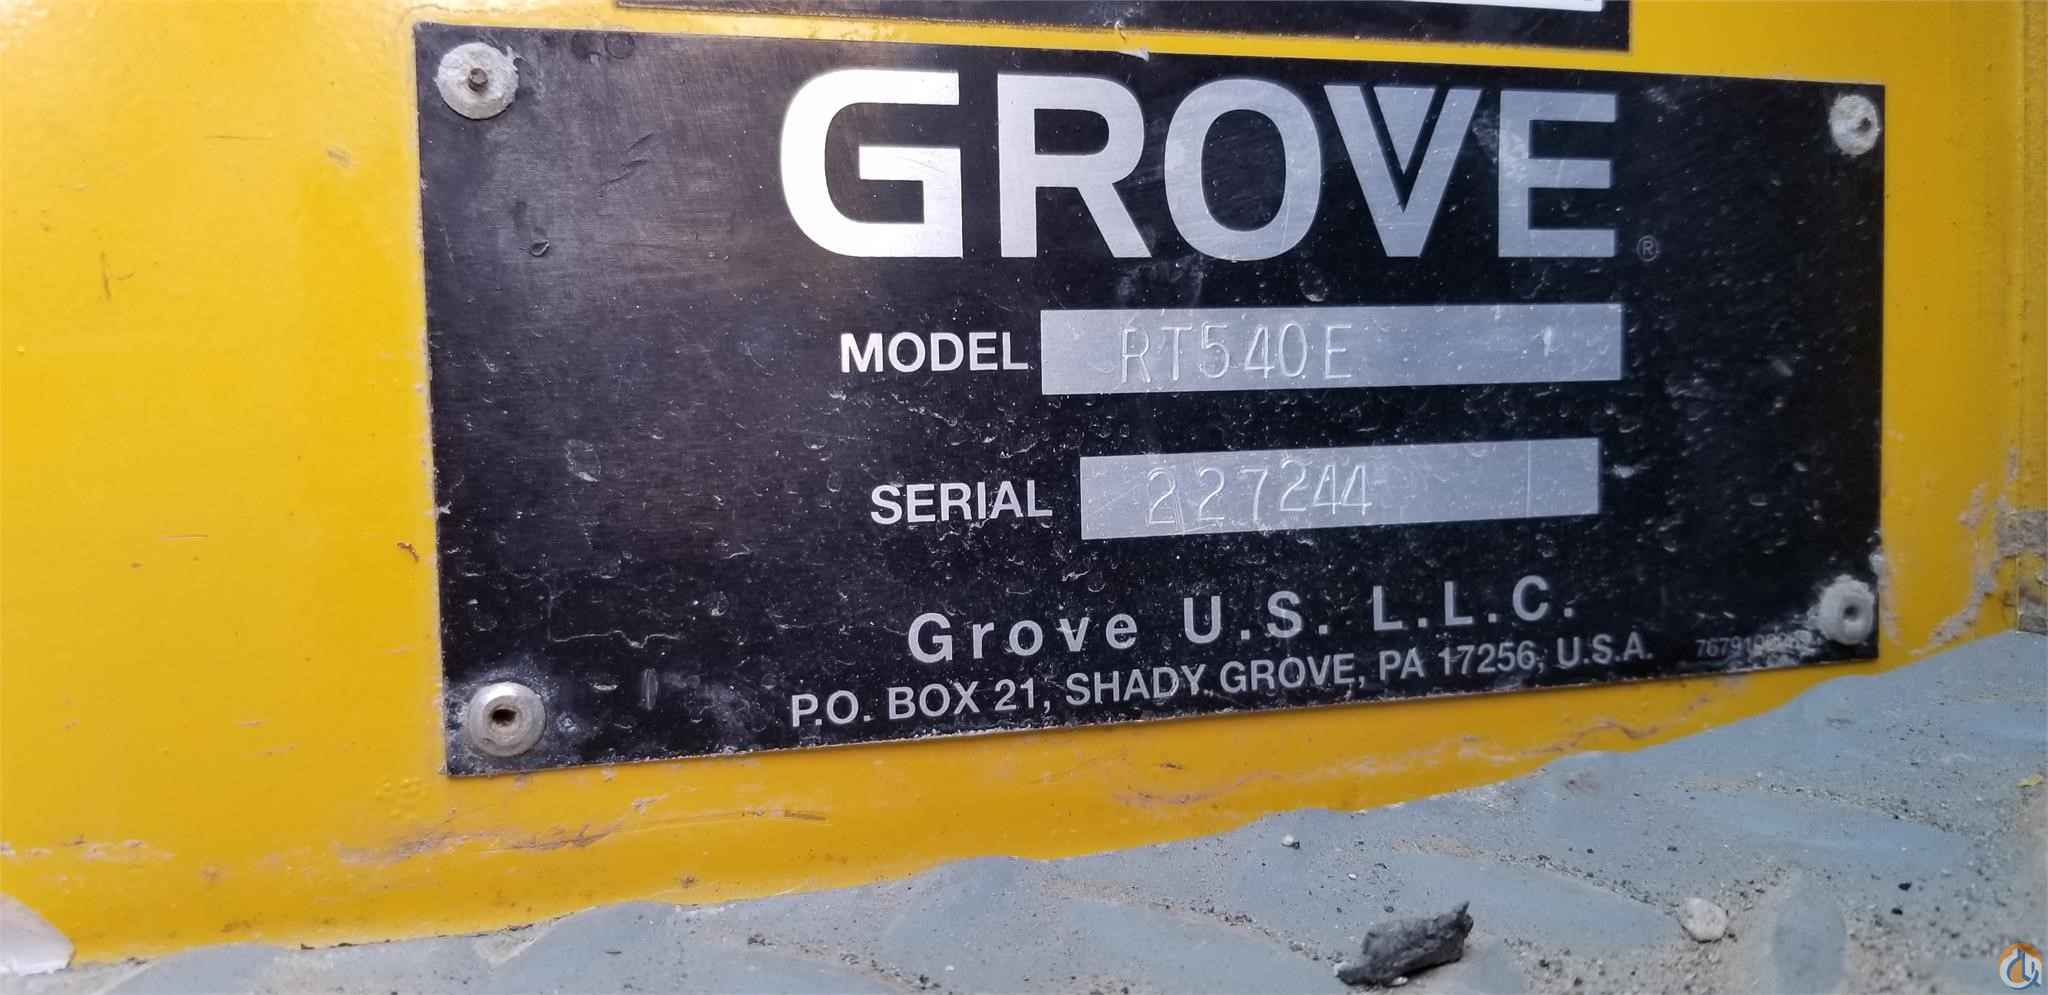 GROVE®
MODEL RT540E
SERIAL 227244
Grove U.S. L.L.C.
P.O. BOX 21, SHADY GROVE, PA 17256, U.S.A.